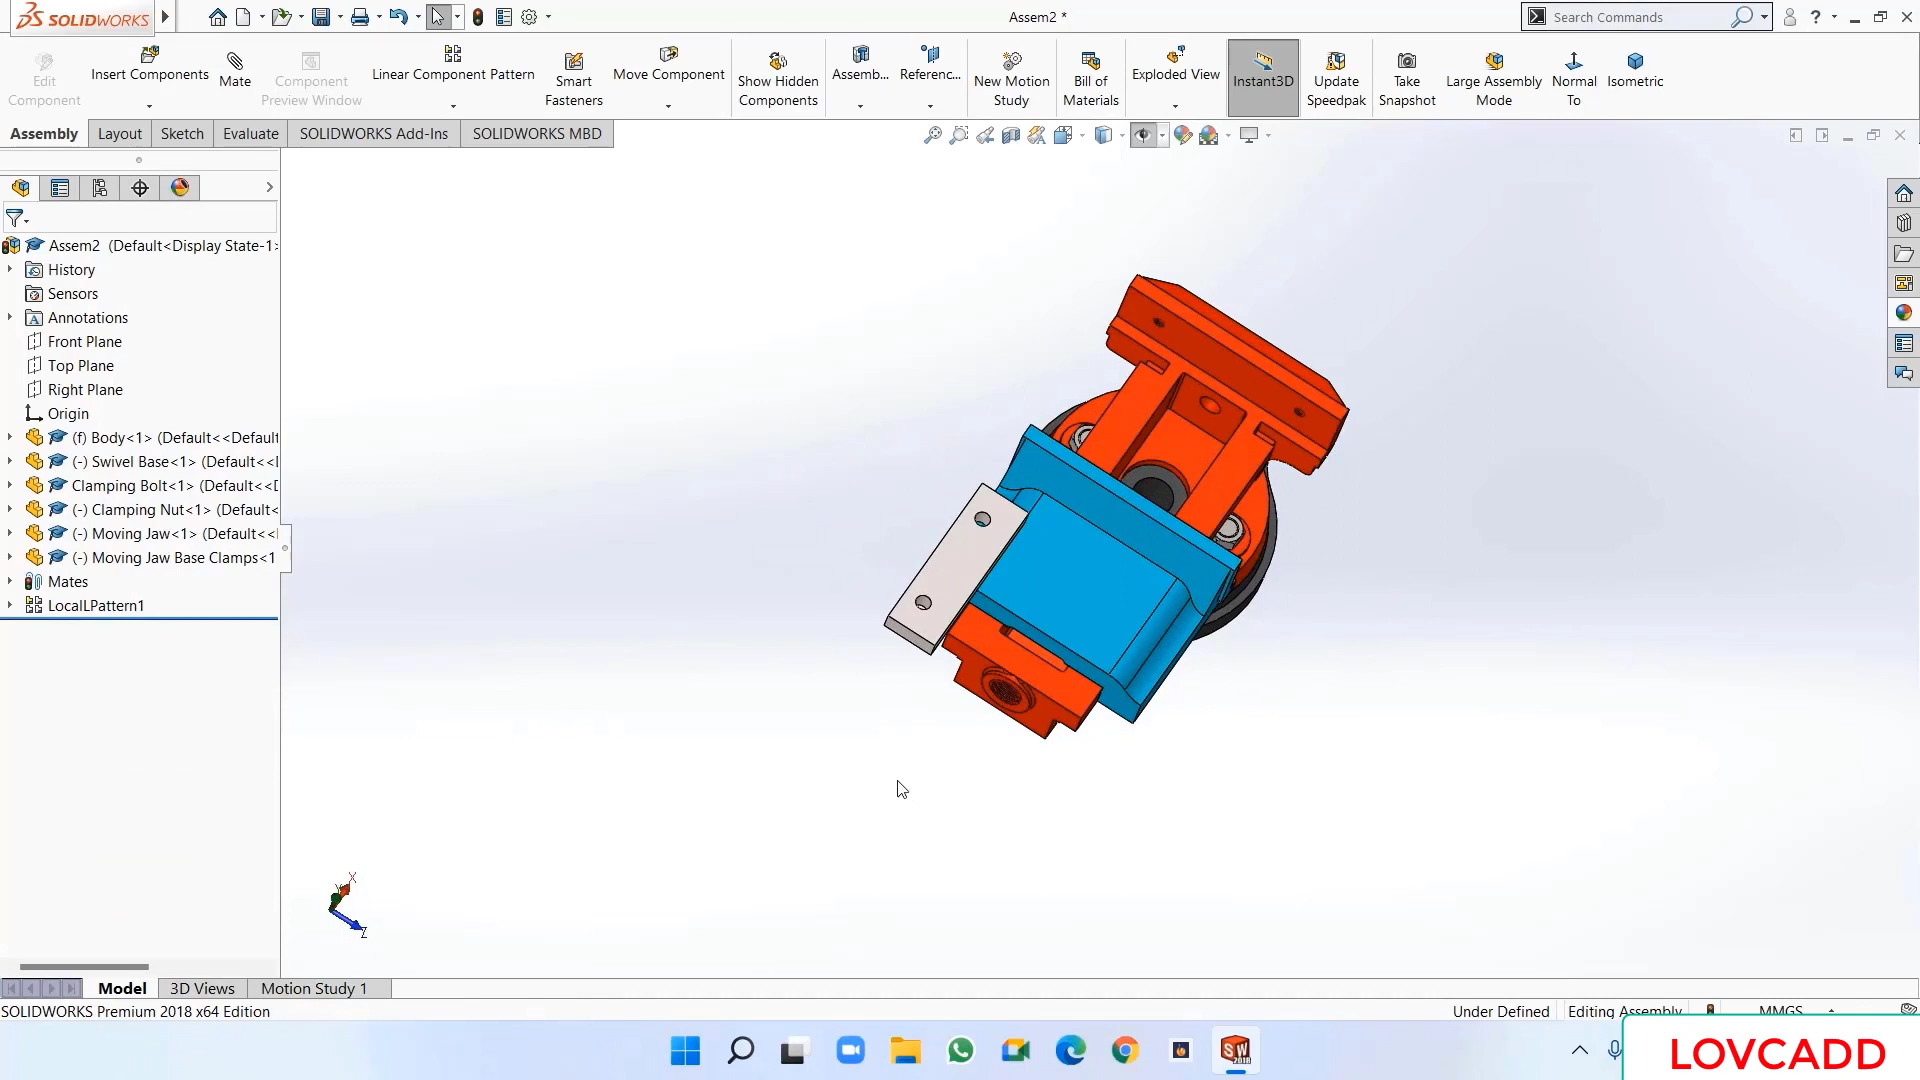 SOLIDWORKS
Assem2 *
Search Commands
Edit Component
Insert Components
Mate
Component Preview Window
Linear Component Pattern
Smart Fasteners
Move Component
Show Hidden Components
Assemb...
Referenc...
New Motion Study
Bill of Materials
Exploded View
Instant3D
Update Speedpak
Take Snapshot
Large Assembly Mode
Normal To
Isometric
Assembly
Layout
Sketch
Evaluate
SOLIDWORKS Add-Ins
SOLIDWORKS MBD
Assem2 (Default<Display State-1>
History
Sensors
Annotations
Front Plane
Top Plane
Right Plane
Origin
(f) Body<1> (Default<<Default
(-) Swivel Base<1> (Default<<D
Clamping Bolt<1> (Default<<D
(-) Clamping Nut<1> (Default<
(-) Moving Jaw<1> (Default<<
(-) Moving Jaw Base Clamps<1
Mates
LocalLPattern1
X
Y
Z
Model
3D Views
Motion Study 1
SOLIDWORKS Premium 2018 x64 Edition
Under Defined
Editing Assembly
MMGS
SW
2018
LOVCADD